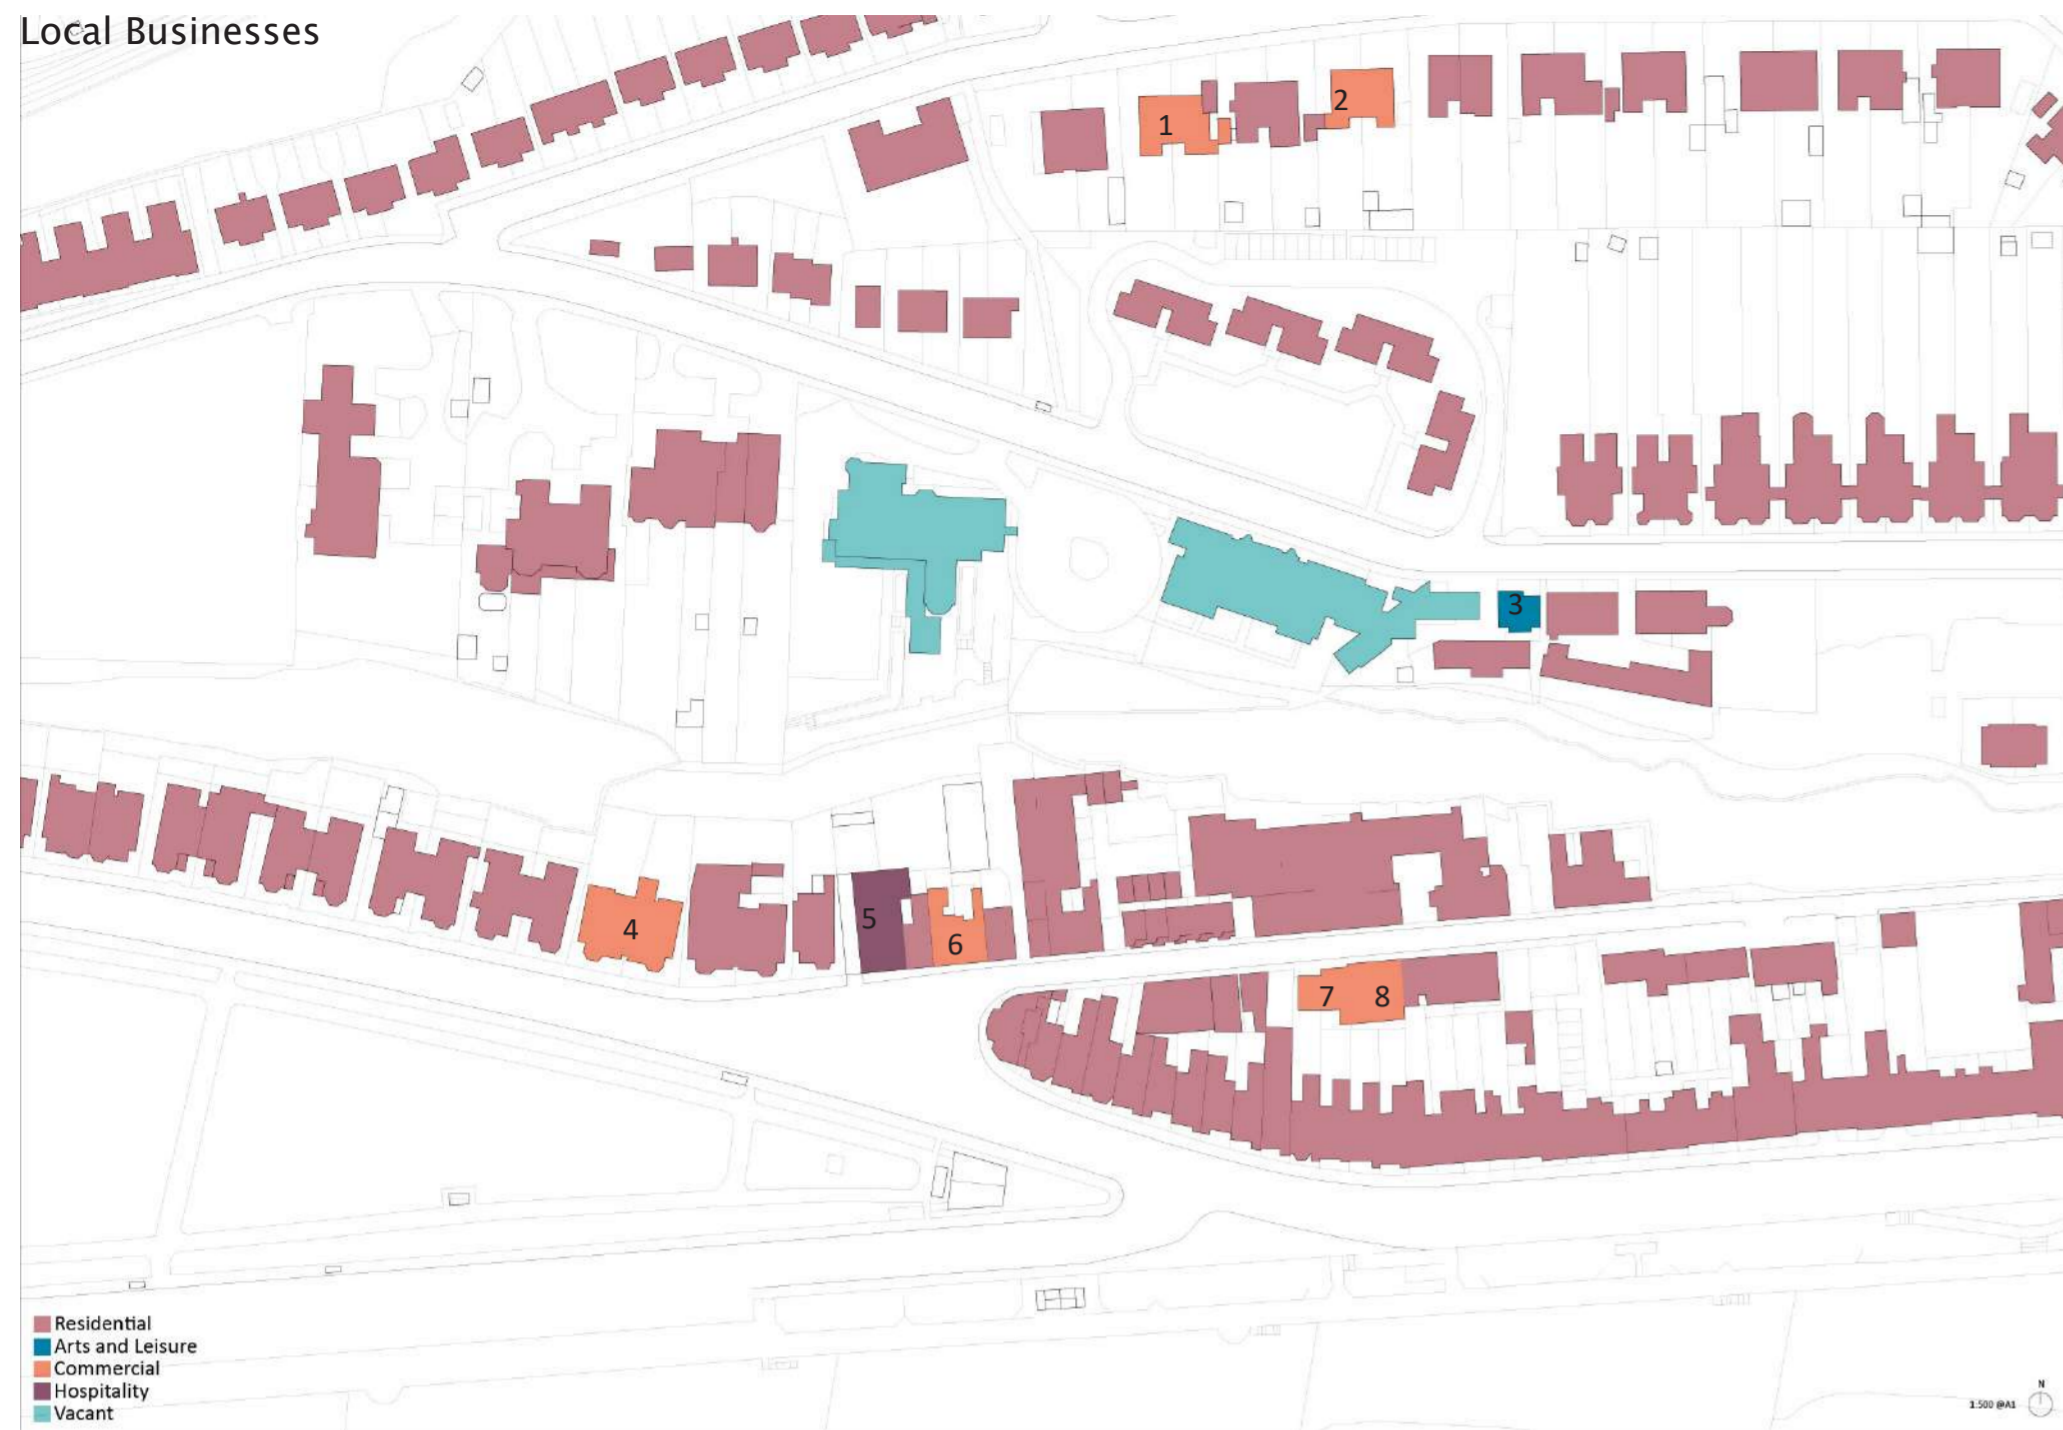 Local Businesses
1
2
3
4
5
6
7
8
Residential
Arts and Leisure
Commercial
Hospitality
Vacant
N
1:500 @A1